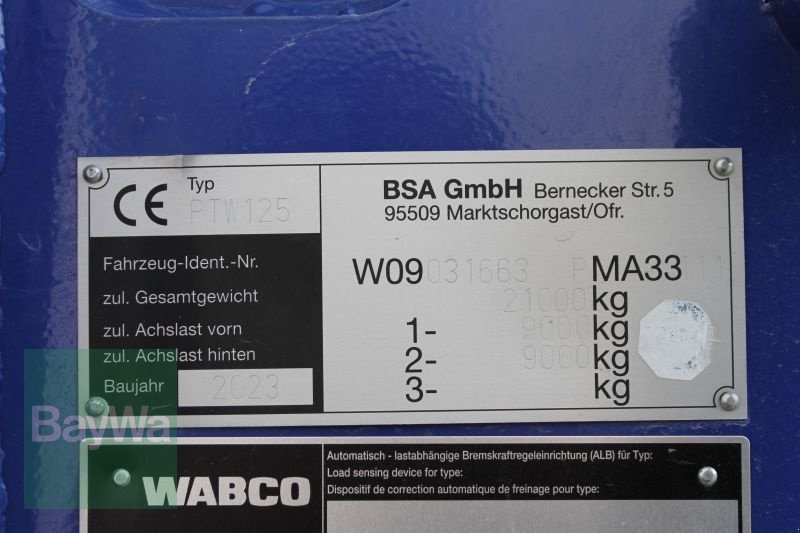 CE Typ
PTW125
BSA GmbH Bernecker Str. 5
95509 Marktschorgast/Ofr.
Fahrzeug-Ident.-Nr. W09031663 P MA33 111
zul. Gesamtgewicht 21000 kg
zul. Achslast vorn 1- 9000 kg
zul. Achslast hinten 2- 9000 kg
Baujahr 2023 3- kg
BayWa
WABCO
Automatisch - lastabhängige Bremskraftregeleinrichtung (ALB) für Typ:
Load sensing device for type:
Dispositif de correction automatique de freinage pour type: